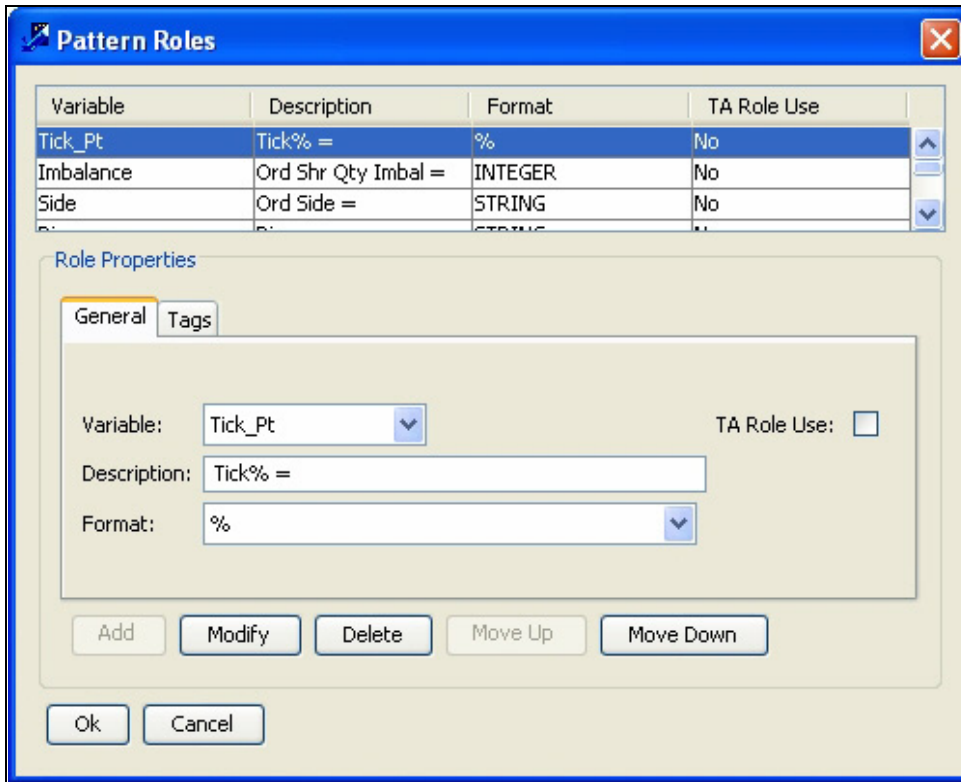 Pattern Roles
Variable Description Format TA Role Use
Tick_Pt Tick% = % No
Imbalance Ord Shr Qty Imbal = INTEGER No
Side Ord Side = STRING No
Role Properties
General Tags
Variable: Tick_Pt TA Role Use:
Description: Tick% =
Format: %
Add Modify Delete Move Up Move Down
Ok Cancel